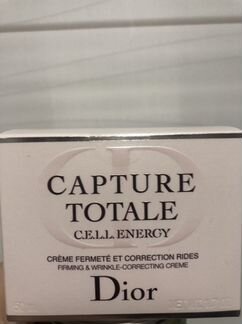 CAPTURE
TOTALE
C.E.L.L. ENERGY
CRÈME FERMETÉ ET CORRECTION RIDES
FIRMING & WRINKLE-CORRECTING CREME
Dior